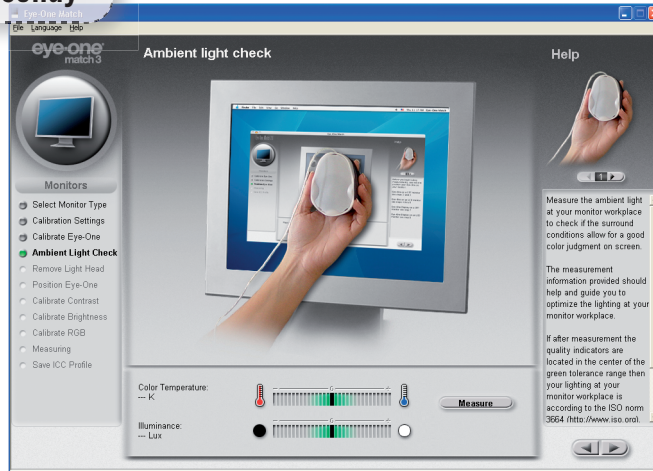 Eye-One Match
File Language Help
eye-one
match 3
Ambient light check
Help
Monitors
Select Monitor Type
Calibration Settings
Calibrate Eye-One
Ambient Light Check
Remove Light Head
Position Eye-One
Calibrate Contrast
Calibrate Brightness
Calibrate RGB
Measuring
Save ICC Profile
Color Temperature:
--- K
Illuminance:
--- Lux
Measure
1
Measure the ambient light
at your monitor workplace
to check if the surround
conditions allow for a good
color judgment on screen.
The measurement
information provided should
help and guide you to
optimize the lighting at your
monitor workplace.
If after measurement the
quality indicators are
located in the center of the
green tolerance range then
your lighting at your
monitor workplace is
according to the ISO norm
3664 (http://www.iso.org).